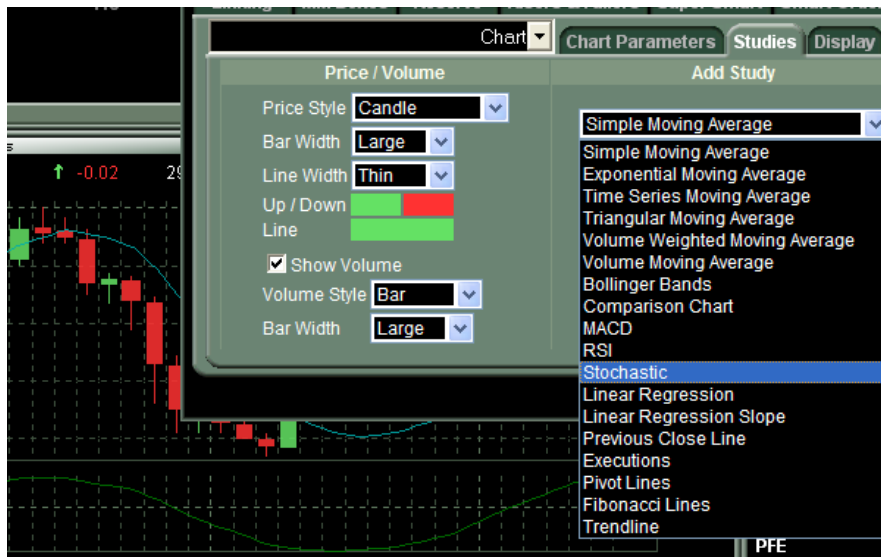 Chart
Chart Parameters
Studies
Display
Price / Volume
Add Study
Price Style Candle
Bar Width Large
Line Width Thin
Up / Down
Line
Show Volume
Volume Style Bar
Bar Width Large
Simple Moving Average
Simple Moving Average
Exponential Moving Average
Time Series Moving Average
Triangular Moving Average
Volume Weighted Moving Average
Volume Moving Average
Bollinger Bands
Comparison Chart
MACD
RSI
Stochastic
Linear Regression
Linear Regression Slope
Previous Close Line
Executions
Pivot Lines
Fibonacci Lines
Trendline
-0.02
PFE